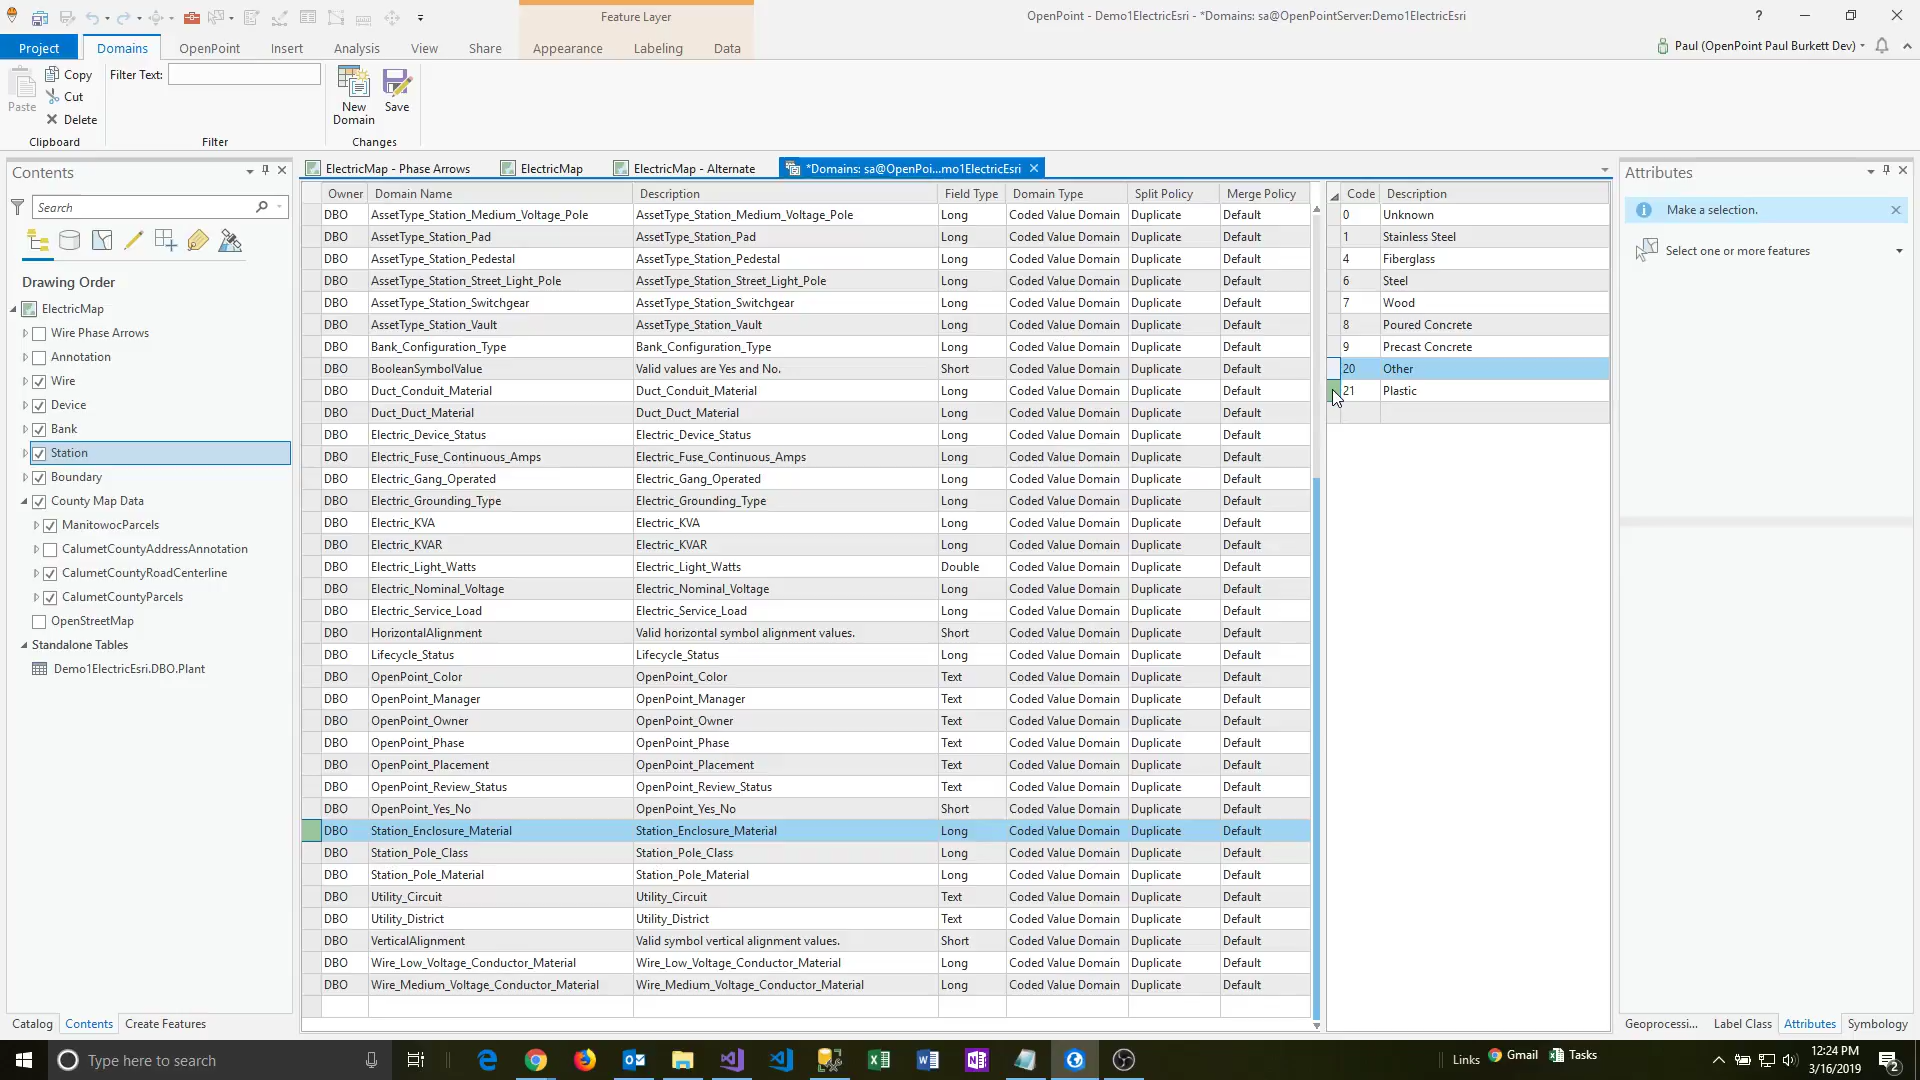 Feature Layer
OpenPoint - Demo1ElectricEsri - *Domains: sa@OpenPointServer:Demo1ElectricEsri
?
Project
Domains
OpenPoint
Insert
Analysis
View
Share
Appearance
Labeling
Data
Paul (OpenPoint Paul Burkett Dev)
Paste
Copy
Cut
Delete
Clipboard
Filter Text:
Filter
New Domain
Save
Changes
Contents
Search
Drawing Order
ElectricMap
Wire Phase Arrows
Annotation
Wire
Device
Bank
Station
Boundary
County Map Data
ManitowocParcels
CalumetCountyAddressAnnotation
CalumetCountyRoadCenterline
CalumetCountyParcels
OpenStreetMap
Standalone Tables
Demo1ElectricEsri.DBO.Plant
Catalog
Contents
Create Features
ElectricMap - Phase Arrows
ElectricMap
ElectricMap - Alternate
*Domains: sa@OpenPoi...mo1ElectricEsri
Owner Domain Name Description Field Type Domain Type Split Policy Merge Policy
DBO AssetType_Station_Medium_Voltage_Pole AssetType_Station_Medium_Voltage_Pole Long Coded Value Domain Duplicate Default
DBO AssetType_Station_Pad AssetType_Station_Pad Long Coded Value Domain Duplicate Default
DBO AssetType_Station_Pedestal AssetType_Station_Pedestal Long Coded Value Domain Duplicate Default
DBO AssetType_Station_Street_Light_Pole AssetType_Station_Street_Light_Pole Long Coded Value Domain Duplicate Default
DBO AssetType_Station_Switchgear AssetType_Station_Switchgear Long Coded Value Domain Duplicate Default
DBO AssetType_Station_Vault AssetType_Station_Vault Long Coded Value Domain Duplicate Default
DBO Bank_Configuration_Type Bank_Configuration_Type Long Coded Value Domain Duplicate Default
DBO BooleanSymbolValue Valid values are Yes and No. Short Coded Value Domain Duplicate Default
DBO Duct_Conduit_Material Duct_Conduit_Material Long Coded Value Domain Duplicate Default
DBO Duct_Duct_Material Duct_Duct_Material Long Coded Value Domain Duplicate Default
DBO Electric_Device_Status Electric_Device_Status Long Coded Value Domain Duplicate Default
DBO Electric_Fuse_Continuous_Amps Electric_Fuse_Continuous_Amps Long Coded Value Domain Duplicate Default
DBO Electric_Gang_Operated Electric_Gang_Operated Long Coded Value Domain Duplicate Default
DBO Electric_Grounding_Type Electric_Grounding_Type Long Coded Value Domain Duplicate Default
DBO Electric_KVA Electric_KVA Long Coded Value Domain Duplicate Default
DBO Electric_KVAR Electric_KVAR Long Coded Value Domain Duplicate Default
DBO Electric_Light_Watts Electric_Light_Watts Double Coded Value Domain Duplicate Default
DBO Electric_Nominal_Voltage Electric_Nominal_Voltage Long Coded Value Domain Duplicate Default
DBO Electric_Service_Load Electric_Service_Load Long Coded Value Domain Duplicate Default
DBO HorizontalAlignment Valid horizontal symbol alignment values. Short Coded Value Domain Duplicate Default
DBO Lifecycle_Status Lifecycle_Status Long Coded Value Domain Duplicate Default
DBO OpenPoint_Color OpenPoint_Color Text Coded Value Domain Duplicate Default
DBO OpenPoint_Manager OpenPoint_Manager Text Coded Value Domain Duplicate Default
DBO OpenPoint_Owner OpenPoint_Owner Text Coded Value Domain Duplicate Default
DBO OpenPoint_Phase OpenPoint_Phase Text Coded Value Domain Duplicate Default
DBO OpenPoint_Placement OpenPoint_Placement Text Coded Value Domain Duplicate Default
DBO OpenPoint_Review_Status OpenPoint_Review_Status Text Coded Value Domain Duplicate Default
DBO OpenPoint_Yes_No OpenPoint_Yes_No Short Coded Value Domain Duplicate Default
DBO Station_Enclosure_Material Station_Enclosure_Material Long Coded Value Domain Duplicate Default
DBO Station_Pole_Class Station_Pole_Class Long Coded Value Domain Duplicate Default
DBO Station_Pole_Material Station_Pole_Material Long Coded Value Domain Duplicate Default
DBO Utility_Circuit Utility_Circuit Text Coded Value Domain Duplicate Default
DBO Utility_District Utility_District Text Coded Value Domain Duplicate Default
DBO VerticalAlignment Valid symbol vertical alignment values. Short Coded Value Domain Duplicate Default
DBO Wire_Low_Voltage_Conductor_Material Wire_Low_Voltage_Conductor_Material Long Coded Value Domain Duplicate Default
DBO Wire_Medium_Voltage_Conductor_Material Wire_Medium_Voltage_Conductor_Material Long Coded Value Domain Duplicate Default
Code Description
0 Unknown
1 Stainless Steel
4 Fiberglass
6 Steel
7 Wood
8 Poured Concrete
9 Precast Concrete
20 Other
21 Plastic
Attributes
Make a selection.
Select one or more features
Geoprocessi...
Label Class
Attributes
Symbology
Type here to search
Links
Gmail
Tasks
12:24 PM
3/16/2019
2